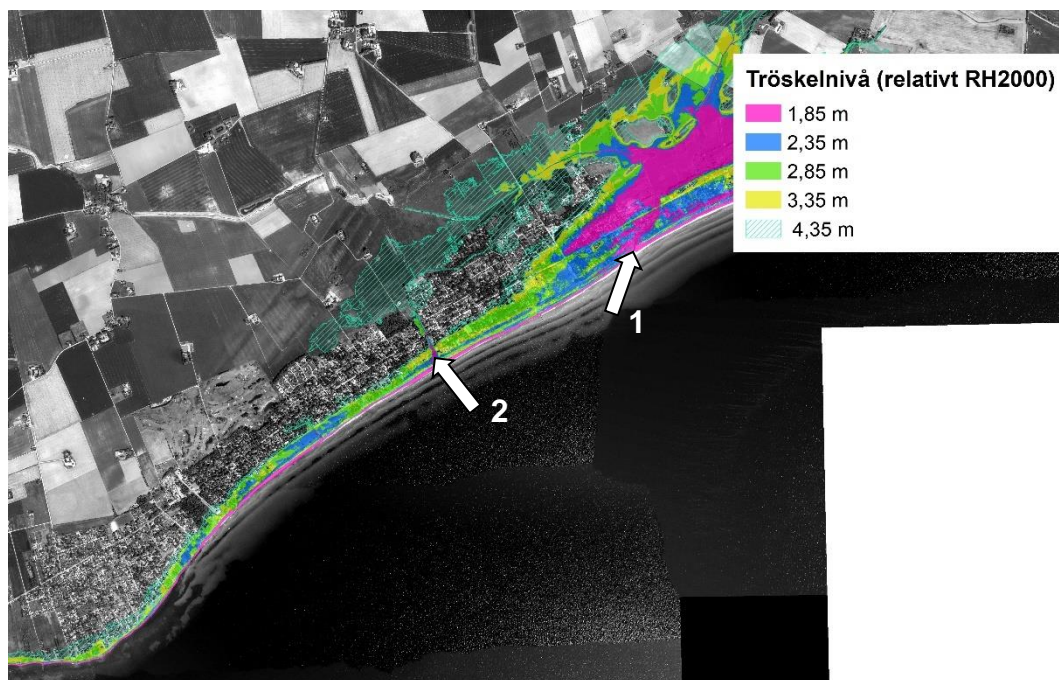 Tröskelnivå (relativt RH2000)
1,85 m
2,35 m
2,85 m
3,35 m
4,35 m
1
2